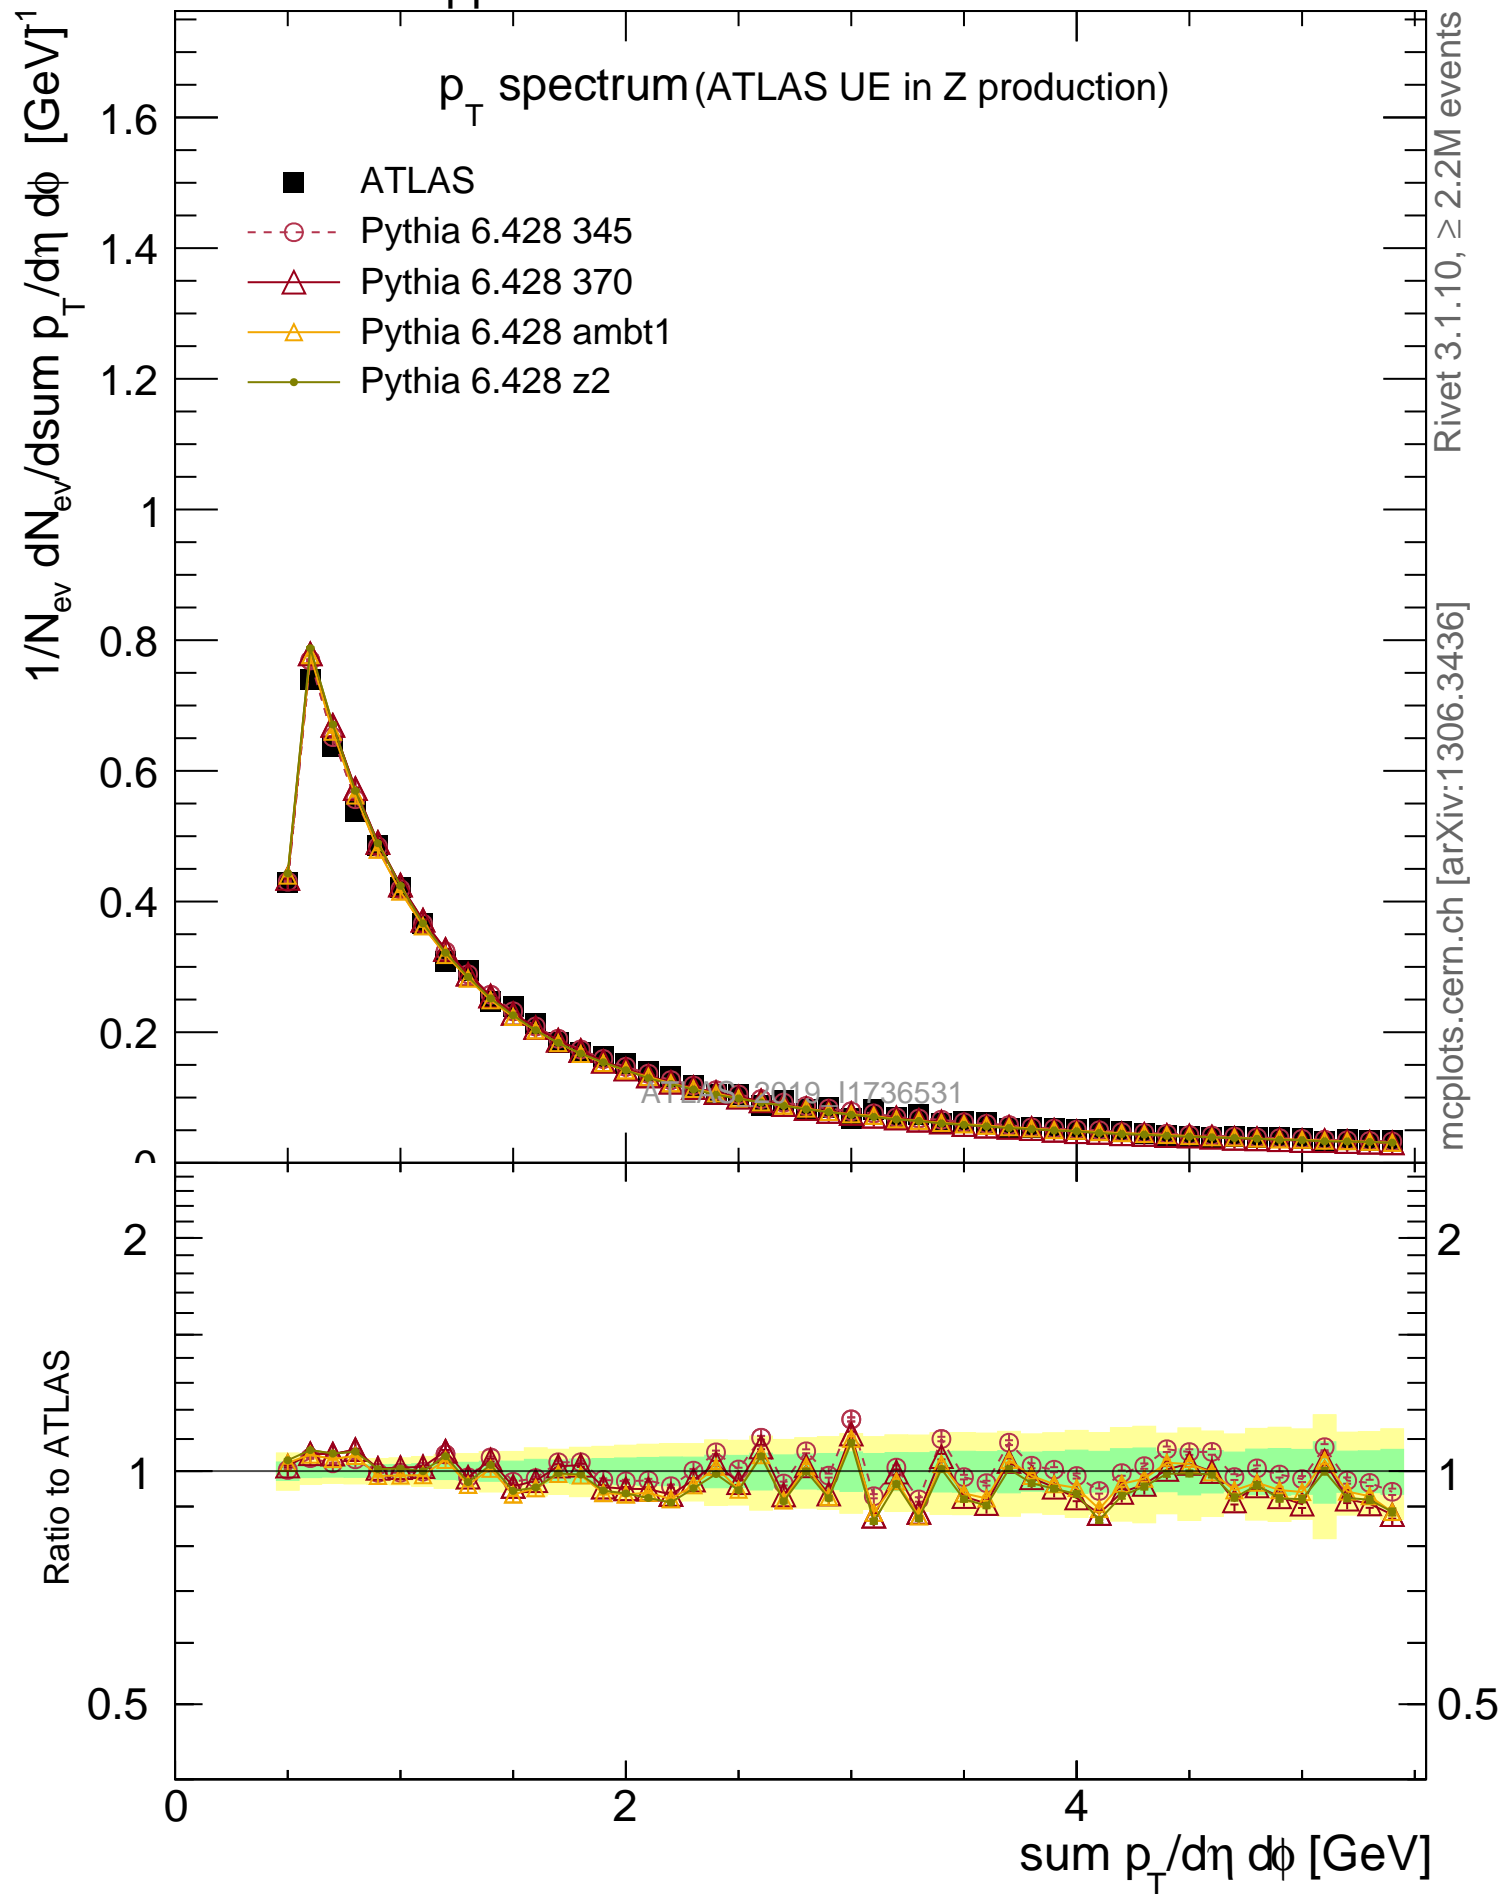 p_T spectrum (ATLAS UE in Z production)
1/N_ev dN_ev/dsum p_T/dη dϕ [GeV]^-1
ATLAS
Pythia 6.428 345
Pythia 6.428 370
Pythia 6.428 ambt1
Pythia 6.428 z2
1.6
1.4
1.2
1
0.8
0.6
0.4
0.2
0
ATLAS_2019_I1736531
Rivet 3.1.10, ≥ 2.2M events
mcplots.cern.ch [arXiv:1306.3436]
Ratio to ATLAS
2
1
0.5
2
1
0.5
0
2
4
sum p_T/dη dϕ [GeV]